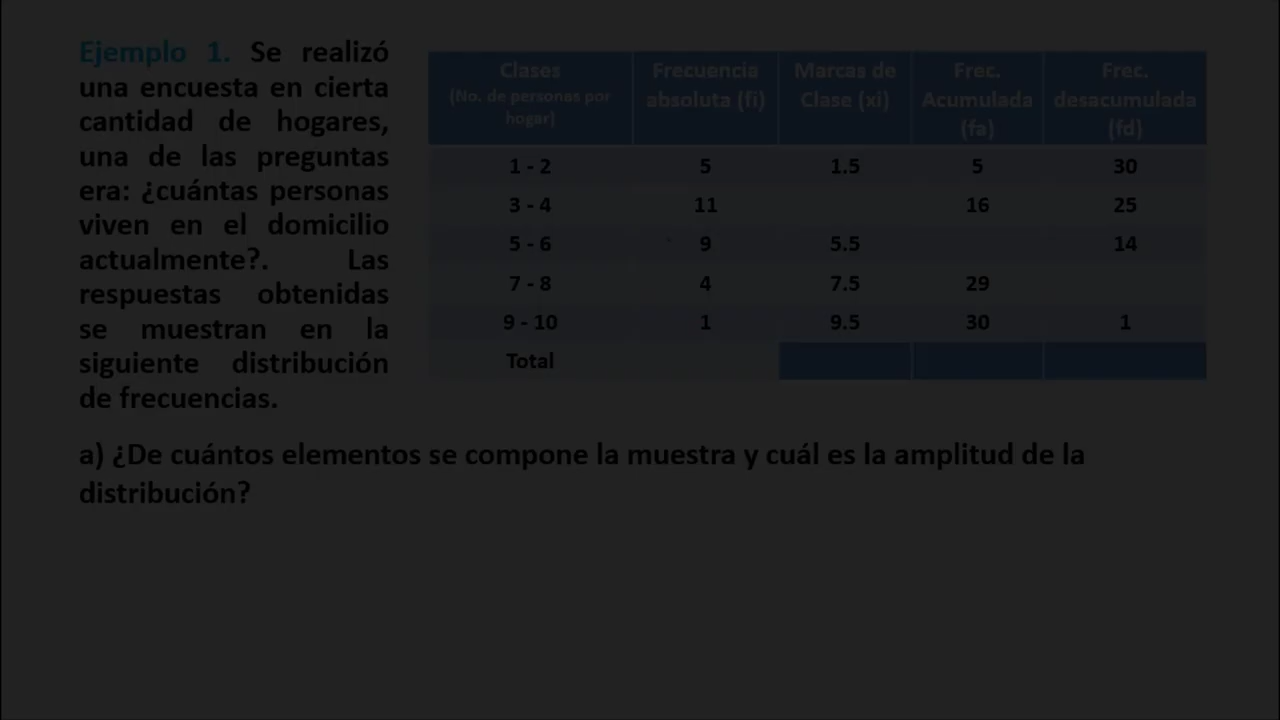 Ejemplo 1. Se realizó
una encuesta en cierta
cantidad de hogares,
una de las preguntas
era: ¿cuántas personas
viven en el domicilio
actualmente?. Las
respuestas obtenidas
se muestran en la
siguiente distribución
de frecuencias.
Clases (No. de personas por hogar) Frecuencia absoluta (fi) Marcas de Clase (xi) Frec. Acumulada (fa) Frec. desacumulada (fd)
1 - 2 5 1.5 5 30
3 - 4 11 16 25
5 - 6 9 5.5 14
7 - 8 4 7.5 29
9 - 10 1 9.5 30 1
Total
a) ¿De cuántos elementos se compone la muestra y cuál es la amplitud de la
distribución?